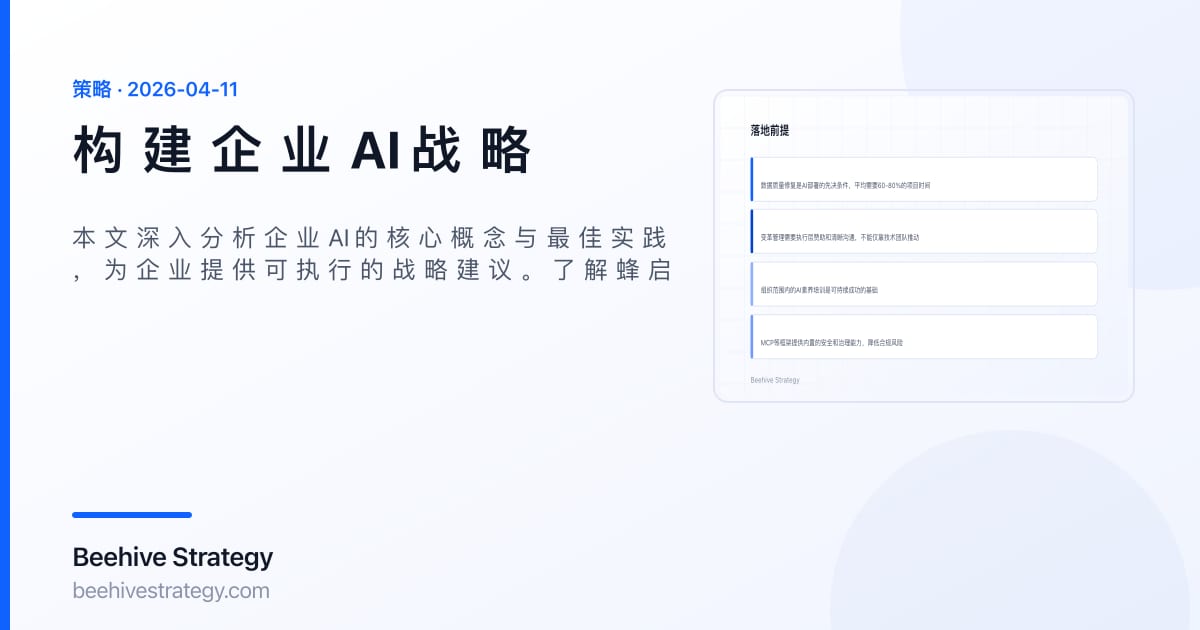 策略 · 2026-04-11
构建企业AI战略
本文深入分析企业AI的核心概念与最佳实践
，为企业提供可执行的战略建议。了解蜂启
落地前提
数据质量修复是AI部署的先决条件，平均需要60-80%的项目时间
变革管理需要执行层赞助和清晰沟通，不能仅靠技术团队推动
组织范围内的AI素养培训是可持续成功的基础
MCP等框架提供内置的安全和治理能力，降低合规风险
Beehive Strategy
Beehive Strategy
beehivestrategy.com